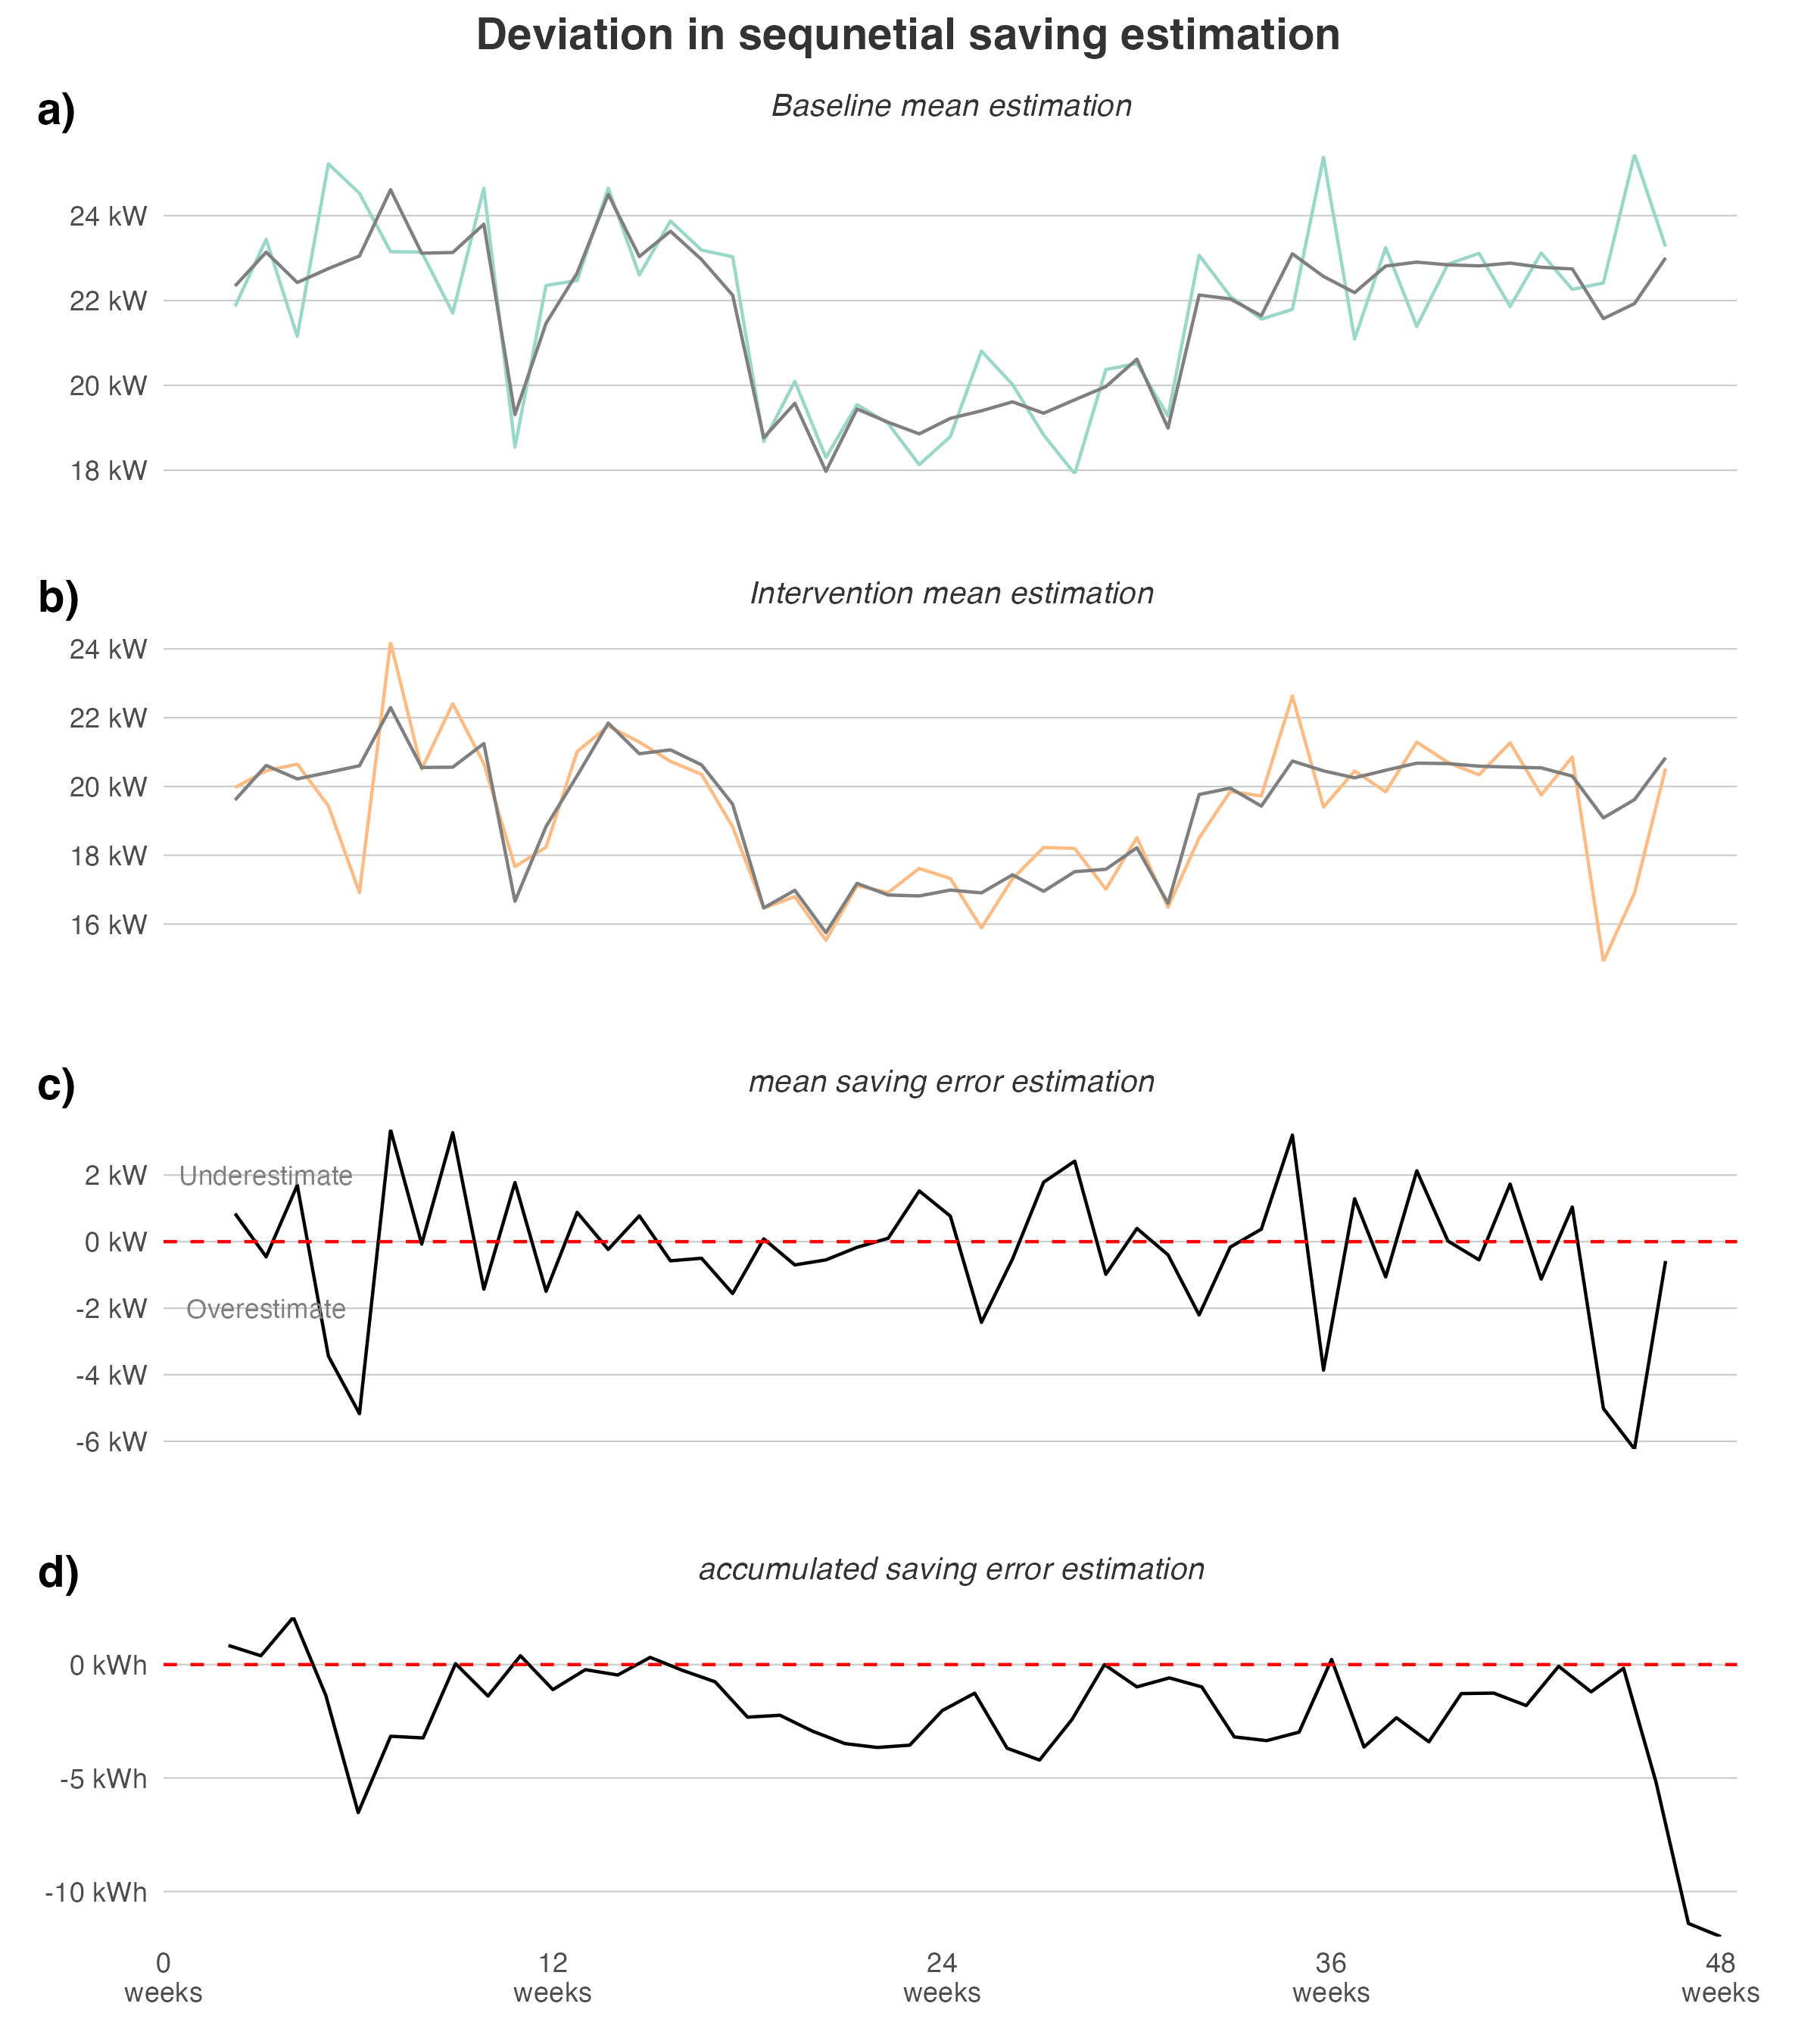 Deviation in sequnetial saving estimation
a)
Baseline mean estimation
24 kW
22 kW
20 kW
18 kW
b)
Intervention mean estimation
24 kW
22 kW
20 kW
18 kW
16 kW
c)
mean saving error estimation
2 kW
Underestimate
0 kW
-2 kW
Overestimate
-4 kW
-6 kW
d)
accumulated saving error estimation
0 kWh
-5 kWh
-10 kWh
0 12 24 36 48
weeks weeks weeks weeks weeks